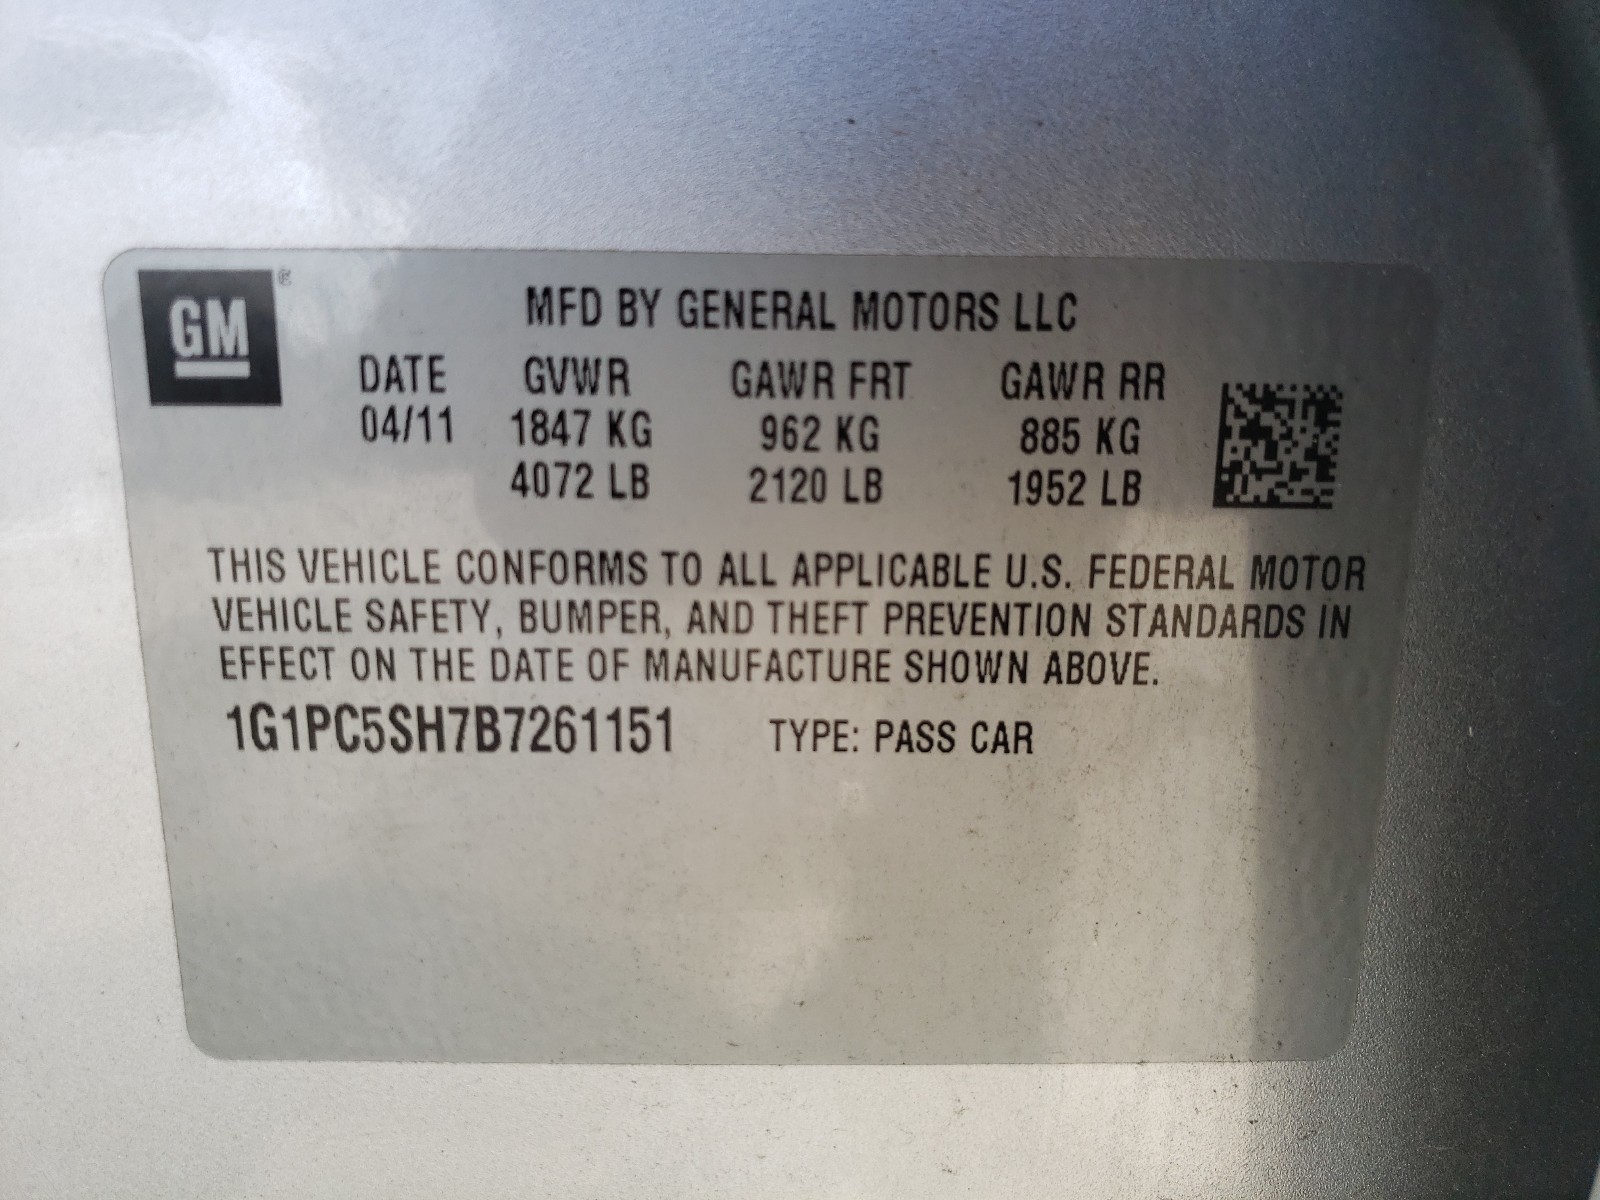 GM
MFD BY GENERAL MOTORS LLC
DATE GVWR GAWR FRT GAWR RR
04/11 1847 KG 962 KG 885 KG
4072 LB 2120 LB 1952 LB
THIS VEHICLE CONFORMS TO ALL APPLICABLE U.S. FEDERAL MOTOR
VEHICLE SAFETY, BUMPER, AND THEFT PREVENTION STANDARDS IN
EFFECT ON THE DATE OF MANUFACTURE SHOWN ABOVE.
1G1PC5SH7B7261151 TYPE: PASS CAR